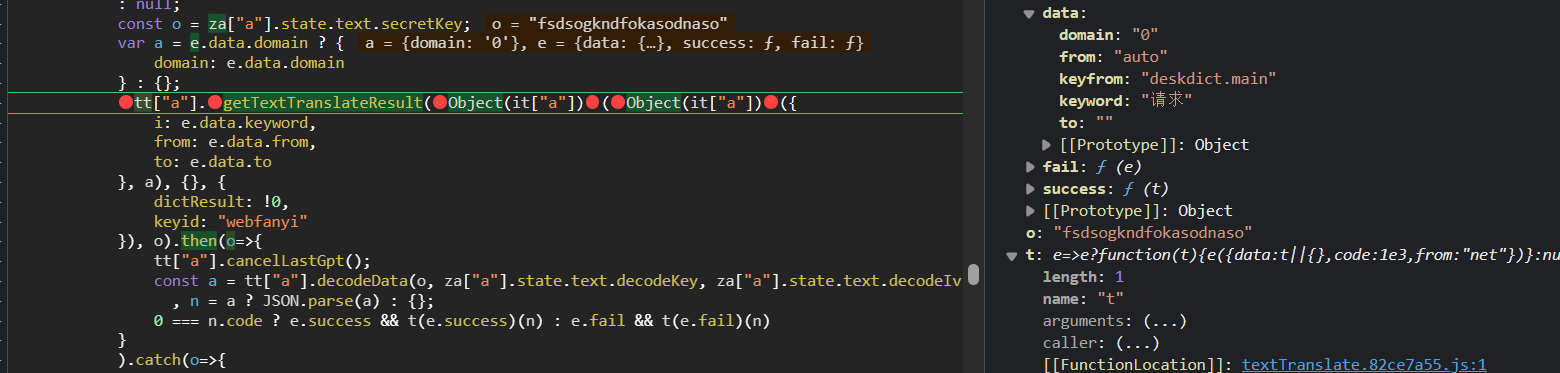 : null;
const o = za["a"].state.text.secretKey; o = "fsdsogkndfokasodnaso"
var a = e.data.domain ? { a = {domain: '0'}, e = {data: {…}, success: ƒ, fail: ƒ}
domain: e.data.domain
} : {};
tt["a"].getTextTranslateResult(Object(it["a"])(Object(it["a"])({
i: e.data.keyword,
from: e.data.from,
to: e.data.to
}, a), {}, {
dictResult: !0,
keyid: "webfanyi"
}), o).then(o=>{
tt["a"].cancelLastGpt();
const a = tt["a"].decodeData(o, za["a"].state.text.decodeKey, za["a"].state.text.decodeIv
, n = a ? JSON.parse(a) : {};
0 === n.code ? e.success && t(e.success)(n) : e.fail && t(e.fail)(n)
}
).catch(o=>{
data:
domain: "0"
from: "auto"
keyfrom: "deskdict.main"
keyword: "请求"
to: ""
[[Prototype]]: Object
fail: ƒ (e)
success: ƒ (t)
[[Prototype]]: Object
o: "fsdsogkndfokasodnaso"
t: e=>e?function(t){e({data:t||{},code:1e3,from:"net"})}:nu
length: 1
name: "t"
arguments: (...)
caller: (...)
[[FunctionLocation]]: textTranslate.82ce7a55.js:1